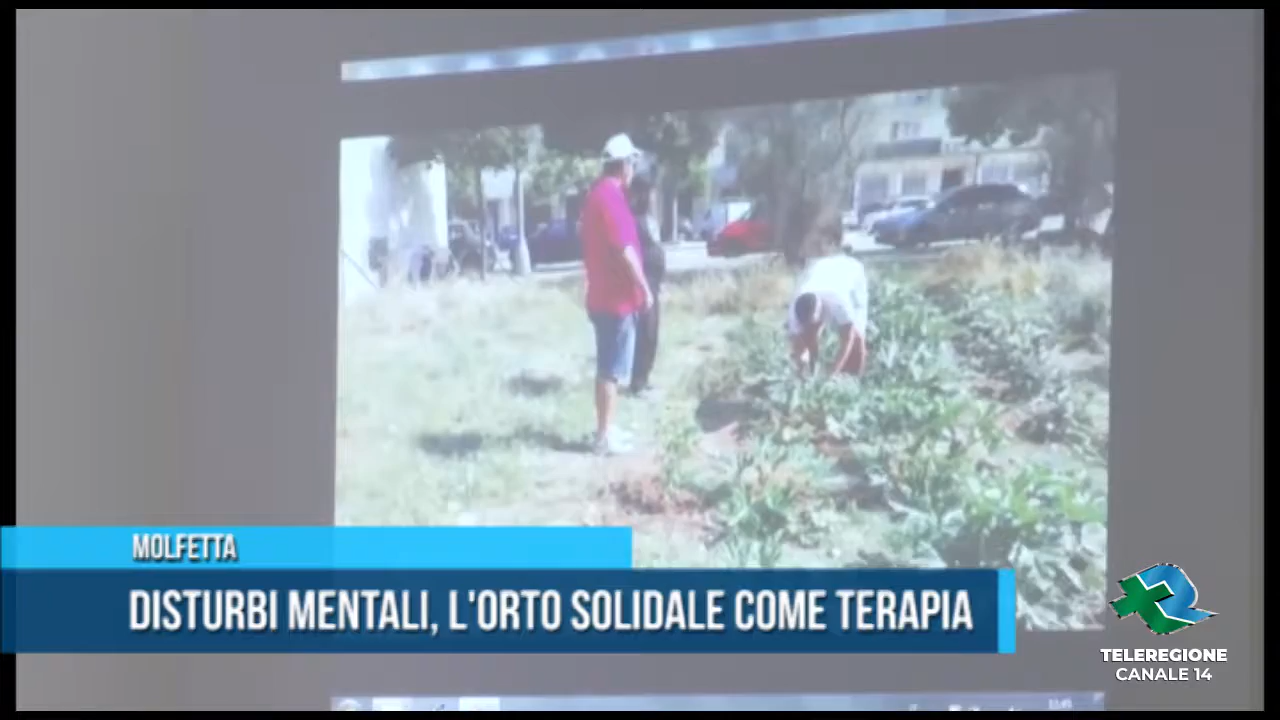 MOLFETTA
DISTURBI MENTALI, L'ORTO SOLIDALE COME TERAPIA
TELEREGIONE
CANALE 14